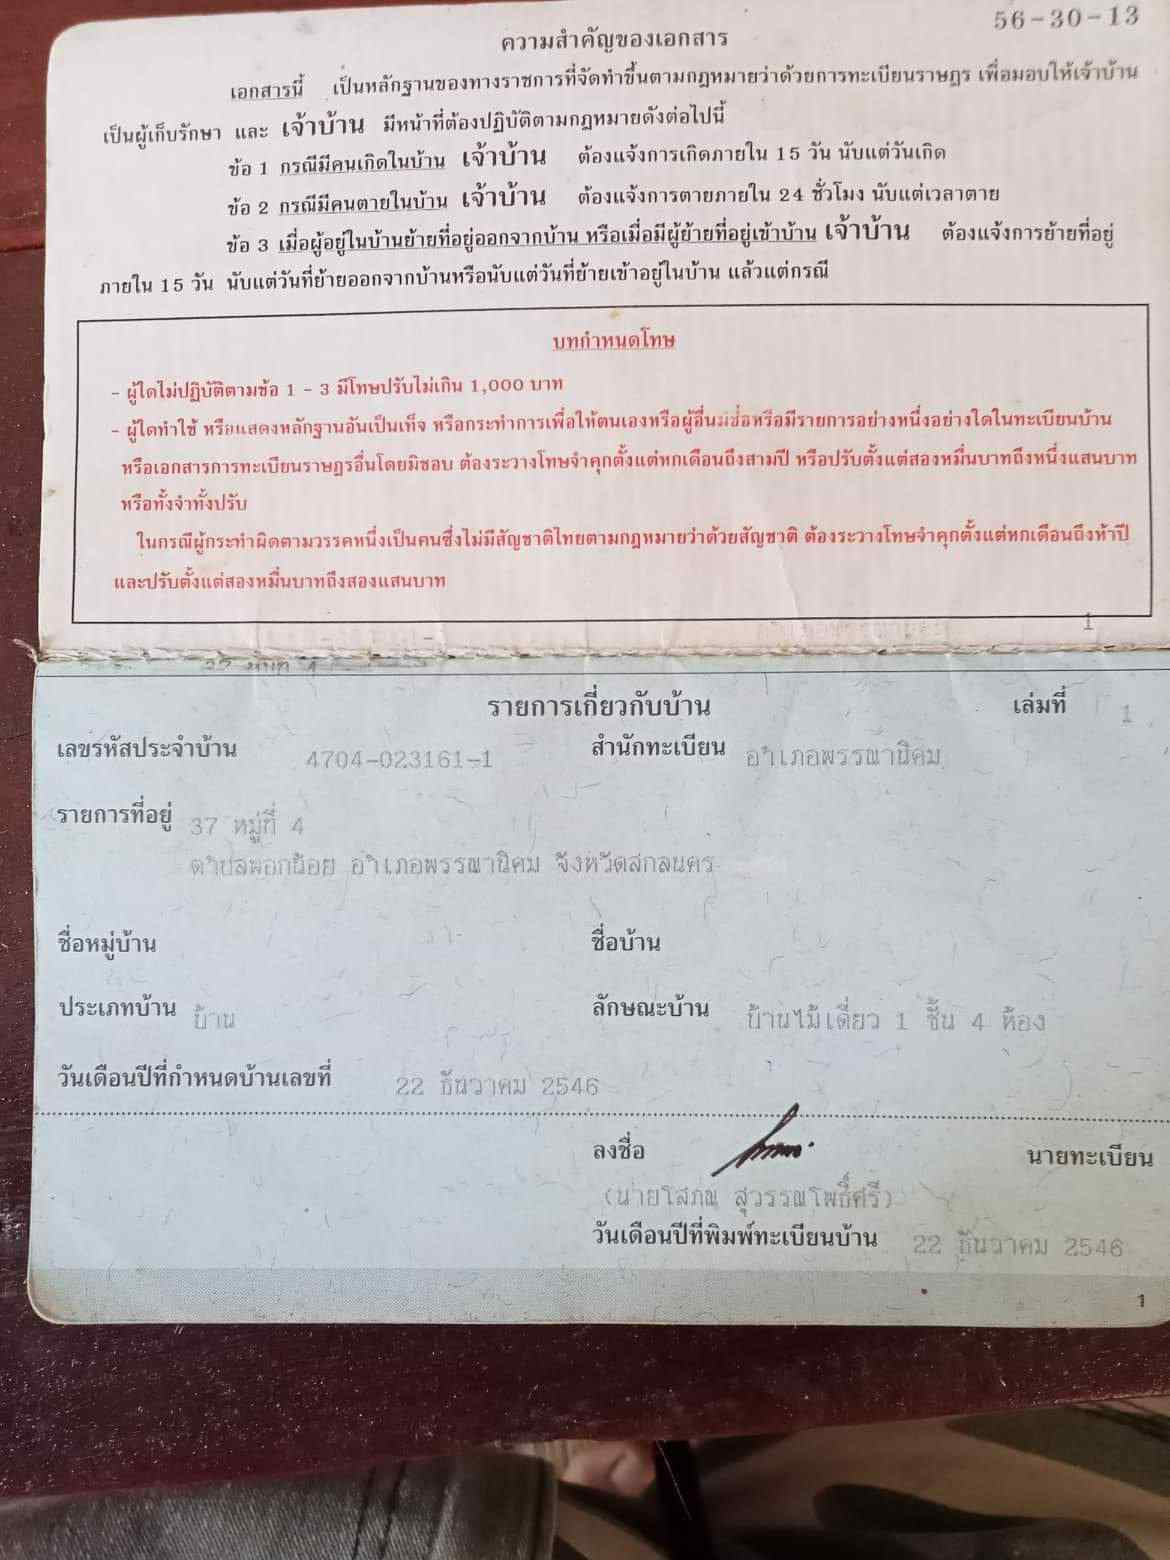 56-30-13
ความสำคัญของเอกสาร
เอกสารนี้ เป็นหลักฐานของทางราชการที่จัดทำขึ้นตามกฎหมายว่าด้วยการทะเบียนราษฎร เพื่อมอบให้เจ้าบ้าน
เป็นผู้เก็บรักษา และ เจ้าบ้าน มีหน้าที่ต้องปฏิบัติตามกฎหมายดังต่อไปนี้
ข้อ 1 กรณีมีคนเกิดในบ้าน เจ้าบ้าน ต้องแจ้งการเกิดภายใน 15 วัน นับแต่วันเกิด
ข้อ 2 กรณีมีคนตายในบ้าน เจ้าบ้าน ต้องแจ้งการตายภายใน 24 ชั่วโมง นับแต่เวลาตาย
ข้อ 3 เมื่อผู้อยู่ในบ้านย้ายที่อยู่ออกจากบ้าน หรือเมื่อมีผู้ย้ายที่อยู่เข้าบ้าน เจ้าบ้าน ต้องแจ้งการย้ายที่อยู่
ภายใน 15 วัน นับแต่วันที่ย้ายออกจากบ้านหรือนับแต่วันที่ย้ายเข้าอยู่ในบ้าน แล้วแต่กรณี
บทกำหนดโทษ
- ผู้ใดไม่ปฏิบัติตามข้อ 1 - 3 มีโทษปรับไม่เกิน 1,000 บาท
- ผู้ใดทำใช้ หรือแสดงหลักฐานอันเป็นเท็จ หรือกระทำการเพื่อให้ตนเองหรือผู้อื่นมีชื่อหรือมีรายการอย่างหนึ่งอย่างใดในทะเบียนบ้าน
หรือเอกสารการทะเบียนราษฎรอื่นโดยมิชอบ ต้องระวางโทษจำคุกตั้งแต่หกเดือนถึงสามปี หรือปรับตั้งแต่สองหมื่นบาทถึงหนึ่งแสนบาท
หรือทั้งจำทั้งปรับ
ในกรณีผู้กระทำผิดตามวรรคหนึ่งเป็นคนซึ่งไม่มีสัญชาติไทยตามกฎหมายว่าด้วยสัญชาติ ต้องระวางโทษจำคุกตั้งแต่หกเดือนถึงห้าปี
และปรับตั้งแต่สองหมื่นบาทถึงสองแสนบาท
1
รายการเกี่ยวกับบ้าน เล่มที่ 1
เลขรหัสประจำบ้าน 4704-023161-1 สำนักทะเบียน อำเภอพรรณานิคม
รายการที่อยู่ 37 หมู่ที่ 4
ตำบลพอกน้อย อำเภอพรรณานิคม จังหวัดสกลนคร
ชื่อหมู่บ้าน ชื่อบ้าน
ประเภทบ้าน บ้าน ลักษณะบ้าน บ้านไม้เดี่ยว 1 ชั้น 4 ห้อง
วันเดือนปีที่กำหนดบ้านเลขที่ 22 ธันวาคม 2546
ลงชื่อ นายทะเบียน
(นายโสภณ สุวรรณโพธิ์ศรี)
วันเดือนปีที่พิมพ์ทะเบียนบ้าน 22 ธันวาคม 2546
1